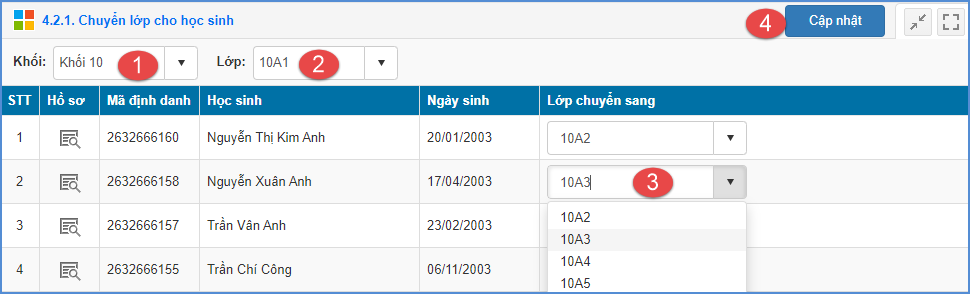 4.2.1. Chuyển lớp cho học sinh 4 Cập nhật
Khối: Khối 10 1 Lớp: 10A1 2
STT Hồ sơ Mã định danh Học sinh Ngày sinh Lớp chuyển sang
1 2632666160 Nguyễn Thị Kim Anh 20/01/2003 10A2
2 2632666158 Nguyễn Xuân Anh 17/04/2003 10A3 3
3 2632666157 Trần Vân Anh 23/02/2003 10A2
10A3
4 2632666155 Trần Chí Công 06/11/2003 10A4
10A5